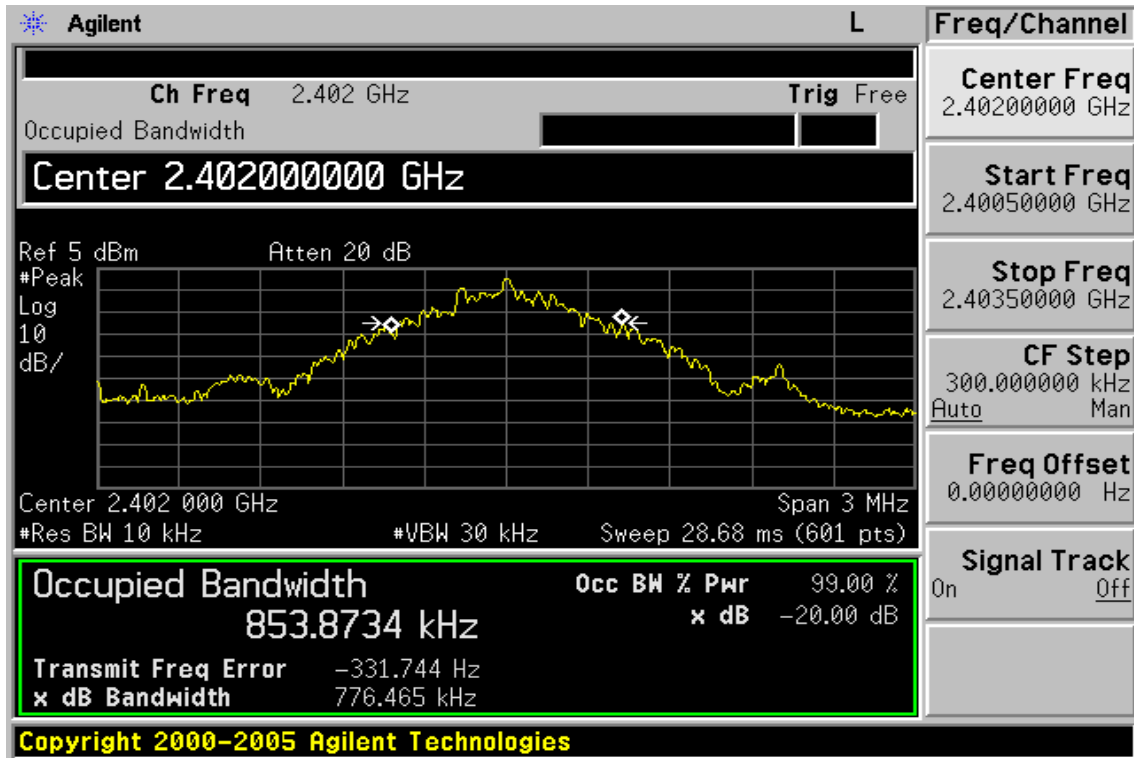 Agilent L
Freq/Channel
Ch Freq 2.402 GHz Trig Free
Occupied Bandwidth
Center 2.402000000 GHz
Ref 5 dBm Atten 20 dB
#Peak
Log
10
dB/
Center 2.402 000 GHz Span 3 MHz
#Res BW 10 kHz #VBW 30 kHz Sweep 28.68 ms (601 pts)
Occupied Bandwidth
853.8734 kHz
Occ BW % Pwr 99.00 %
x dB -20.00 dB
Transmit Freq Error -331.744 Hz
x dB Bandwidth 776.465 kHz
Copyright 2000-2005 Agilent Technologies
Center Freq
2.40200000 GHz
Start Freq
2.40050000 GHz
Stop Freq
2.40350000 GHz
CF Step
300.000000 kHz
Auto Man
Freq Offset
0.00000000 Hz
Signal Track
On Off